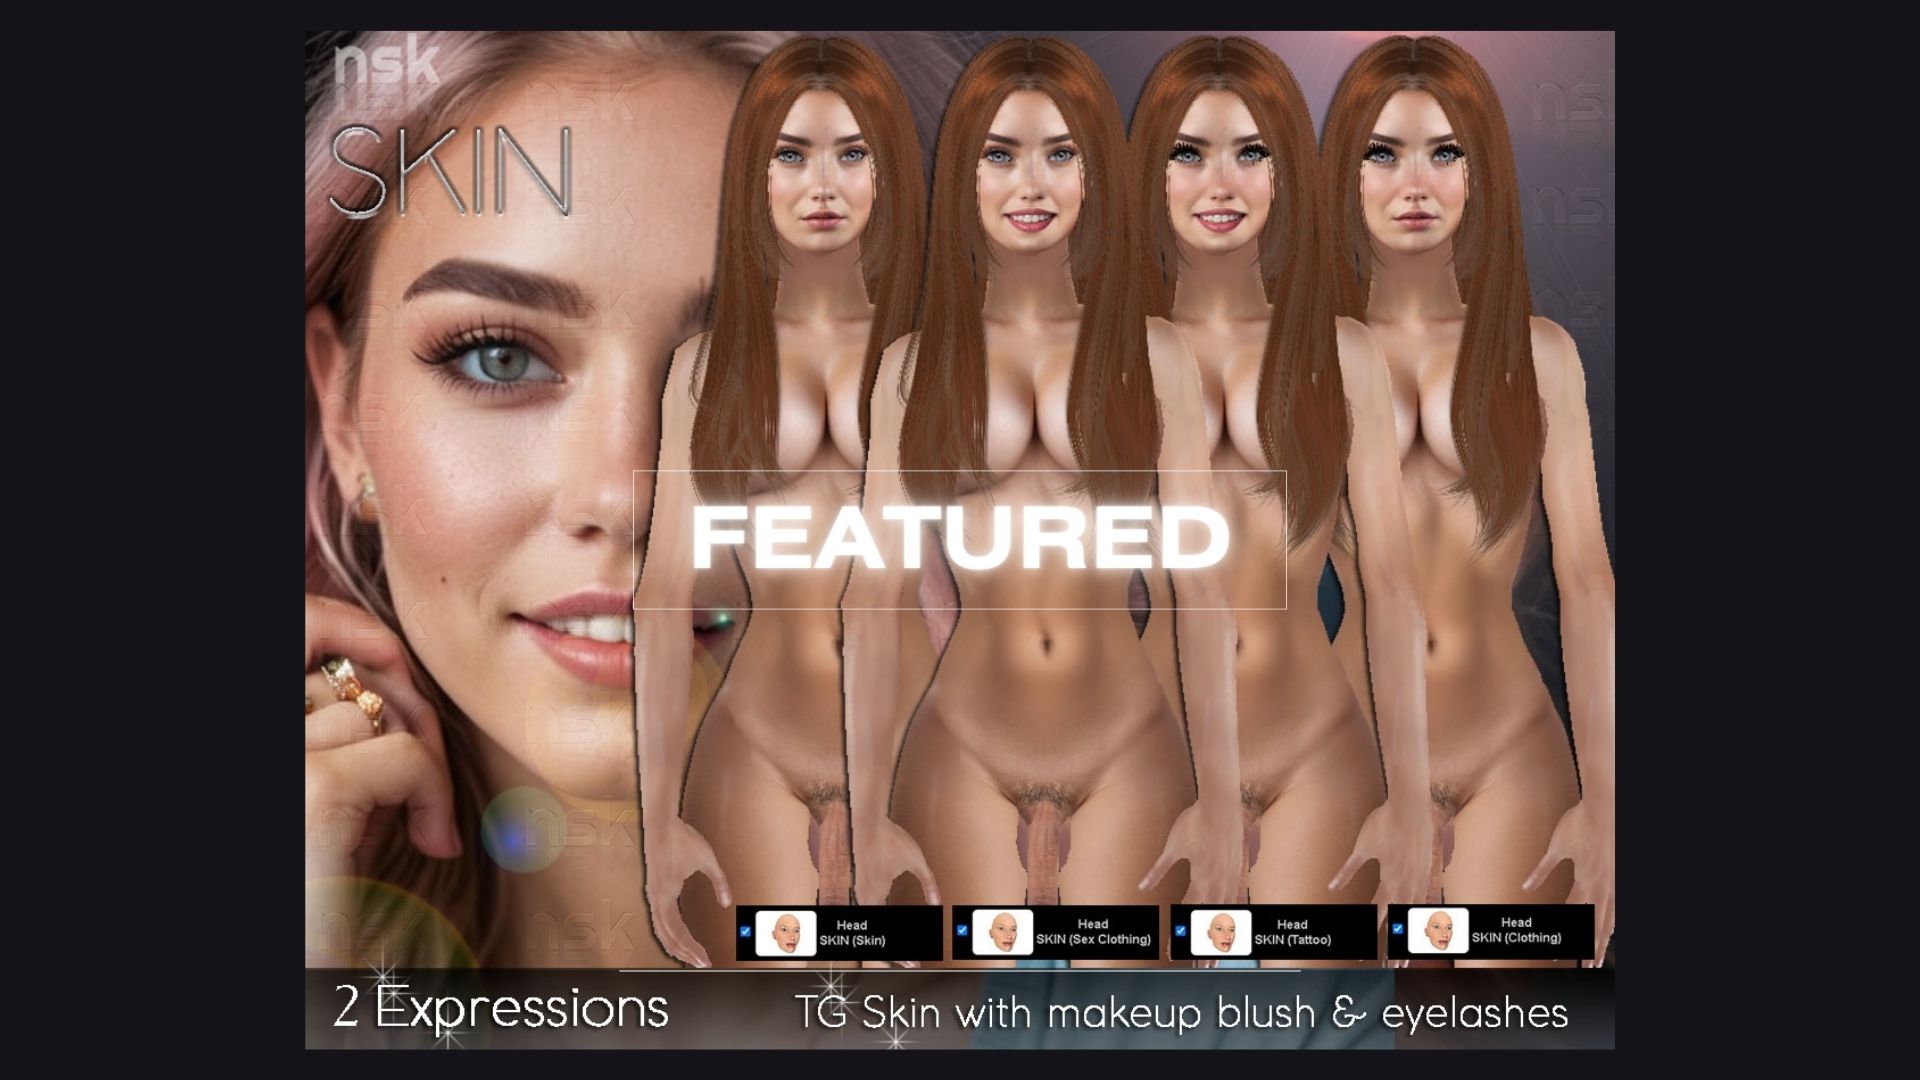 nsk
SKIN
FEATURED
Head
SKIN (Skin)
Head
SKIN (Sex Clothing)
Head
SKIN (Tattoo)
Head
SKIN (Clothing)
2 Expressions
TG Skin with makeup blush & eyelashes